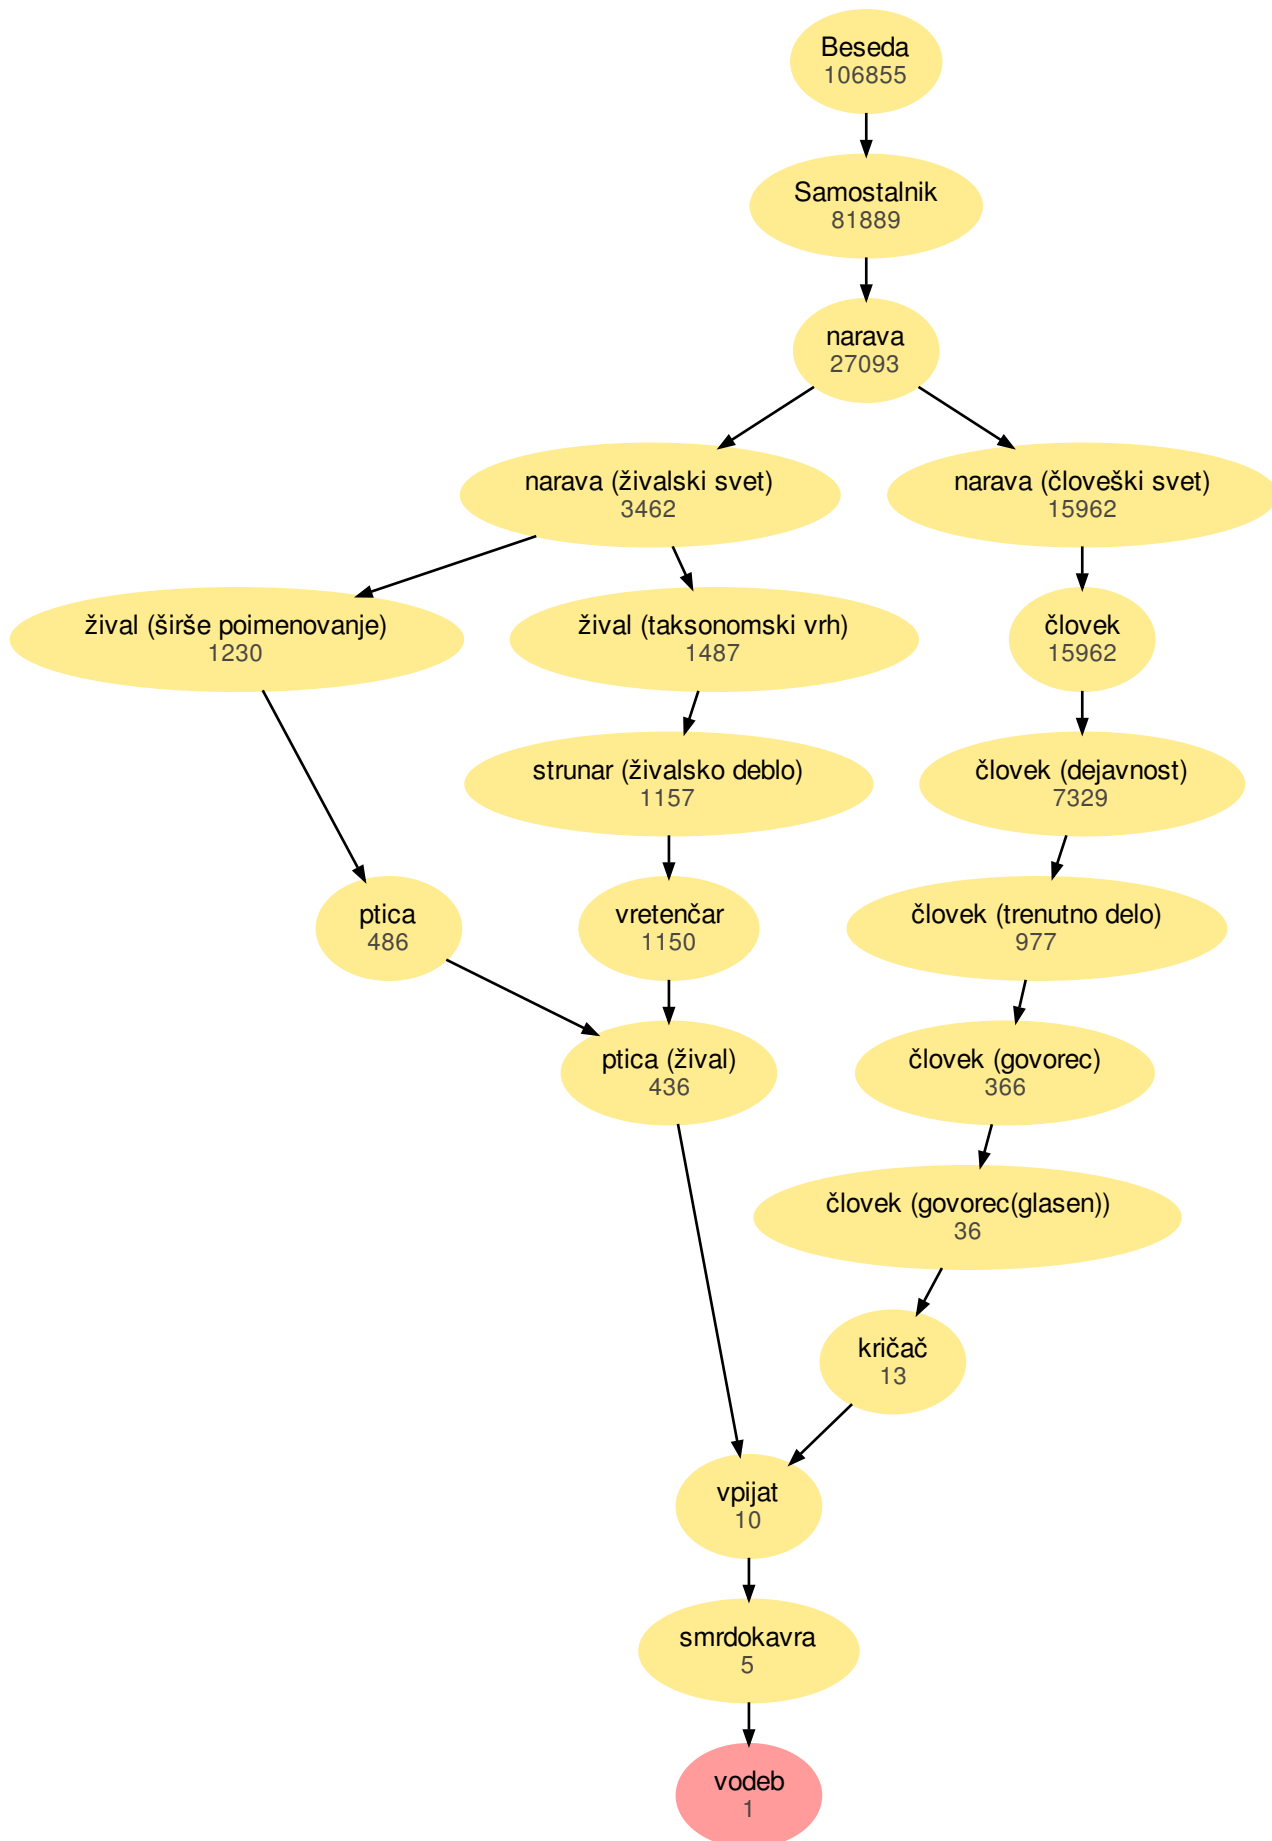 Beseda
106855
Samostalnik
81889
narava
27093
narava (živalski svet)
3462
narava (človeški svet)
15962
žival (širše poimenovanje)
1230
žival (taksonomski vrh)
1487
človek
15962
strunar (živalsko deblo)
1157
človek (dejavnost)
7329
ptica
486
vretenčar
1150
človek (trenutno delo)
977
ptica (žival)
436
človek (govorec)
366
človek (govorec(glasen))
36
kričač
13
vpijat
10
smrdokavra
5
vodeb
1